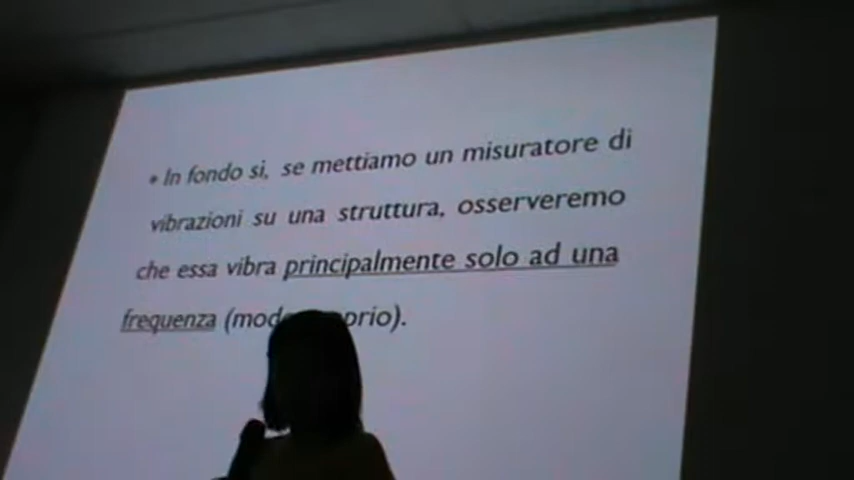 • In fondo si, se mettiamo un misuratore di
vibrazioni su una struttura, osserveremo
che essa vibra principalmente solo ad una
frequenza (mod oprio).